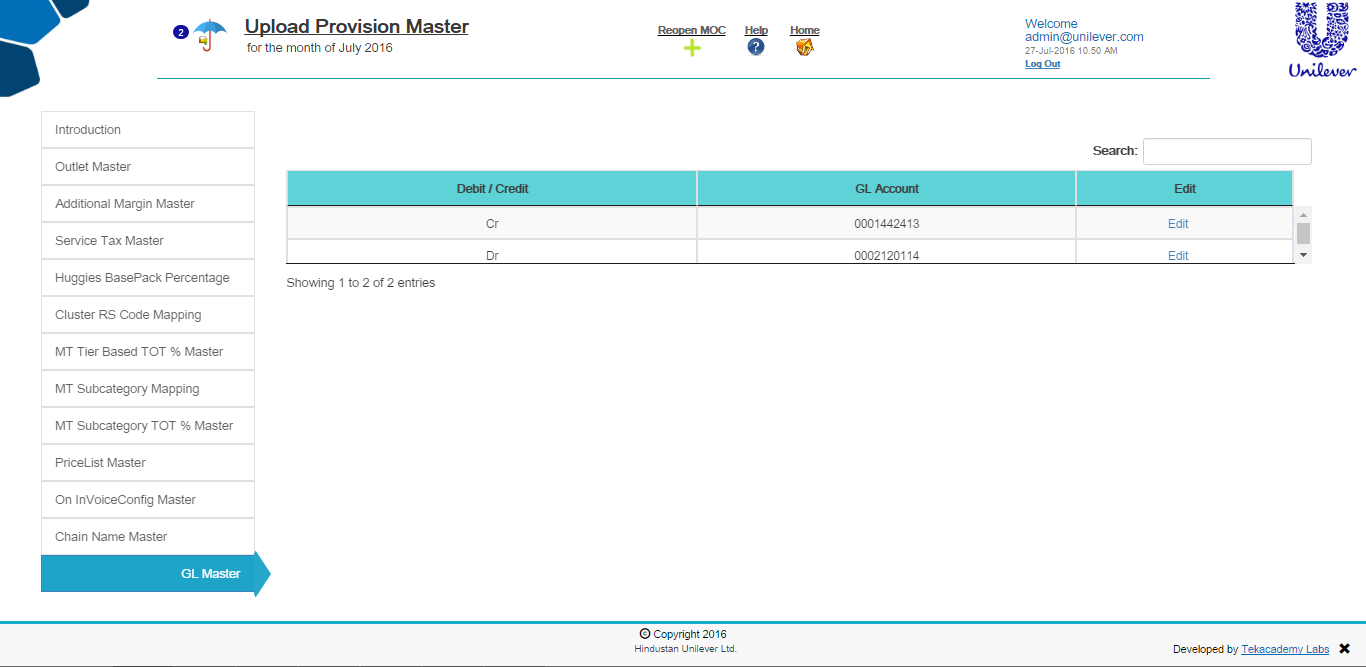 2
Upload Provision Master
for the month of July 2016
Reopen MOC Help Home
?
Welcome
admin@unilever.com
27-Jul-2016 10.50 AM
Log Out
Unilever
Introduction
Outlet Master
Additional Margin Master
Service Tax Master
Huggies BasePack Percentage
Cluster RS Code Mapping
MT Tier Based TOT % Master
MT Subcategory Mapping
MT Subcategory TOT % Master
PriceList Master
On InVoiceConfig Master
Chain Name Master
GL Master
Search:
Debit / Credit GL Account Edit
Cr 0001442413 Edit
Dr 0002120114 Edit
Showing 1 to 2 of 2 entries
© Copyright 2016
Hindustan Unilever Ltd.
Developed by Tekacademy Labs ✖